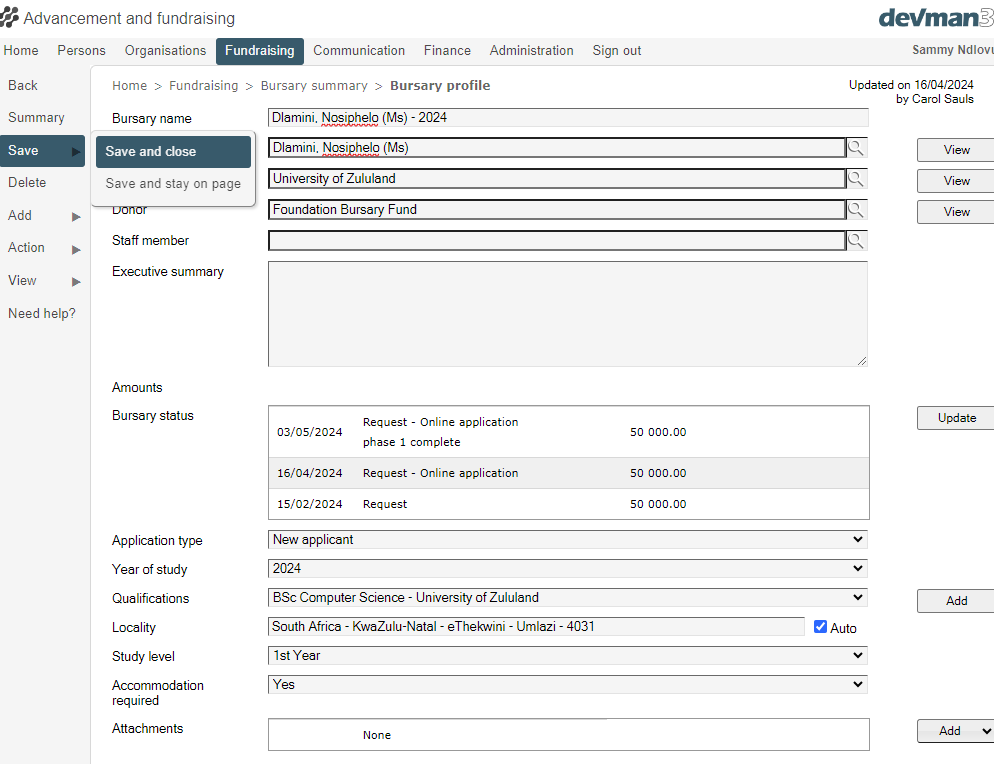 Advancement and fundraising
devman3
Home Persons Organisations Fundraising Communication Finance Administration Sign out Sammy Ndlovu
Back
Summary
Save
Delete
Add
Action
View
Need help?
Save and close
Save and stay on page
Home > Fundraising > Bursary summary > Bursary profile
Updated on 16/04/2024
by Carol Sauls
Bursary name Dlamini, Nosiphelo (Ms) - 2024
Dlamini, Nosiphelo (Ms) View
University of Zululand View
Donor Foundation Bursary Fund View
Staff member
Executive summary
Amounts
Bursary status
03/05/2024 Request - Online application phase 1 complete 50 000.00
16/04/2024 Request - Online application 50 000.00
15/02/2024 Request 50 000.00
Update
Application type New applicant
Year of study 2024
Qualifications BSc Computer Science - University of Zululand Add
Locality South Africa - KwaZulu-Natal - eThekwini - Umlazi - 4031 Auto
Study level 1st Year
Accommodation required Yes
Attachments None Add